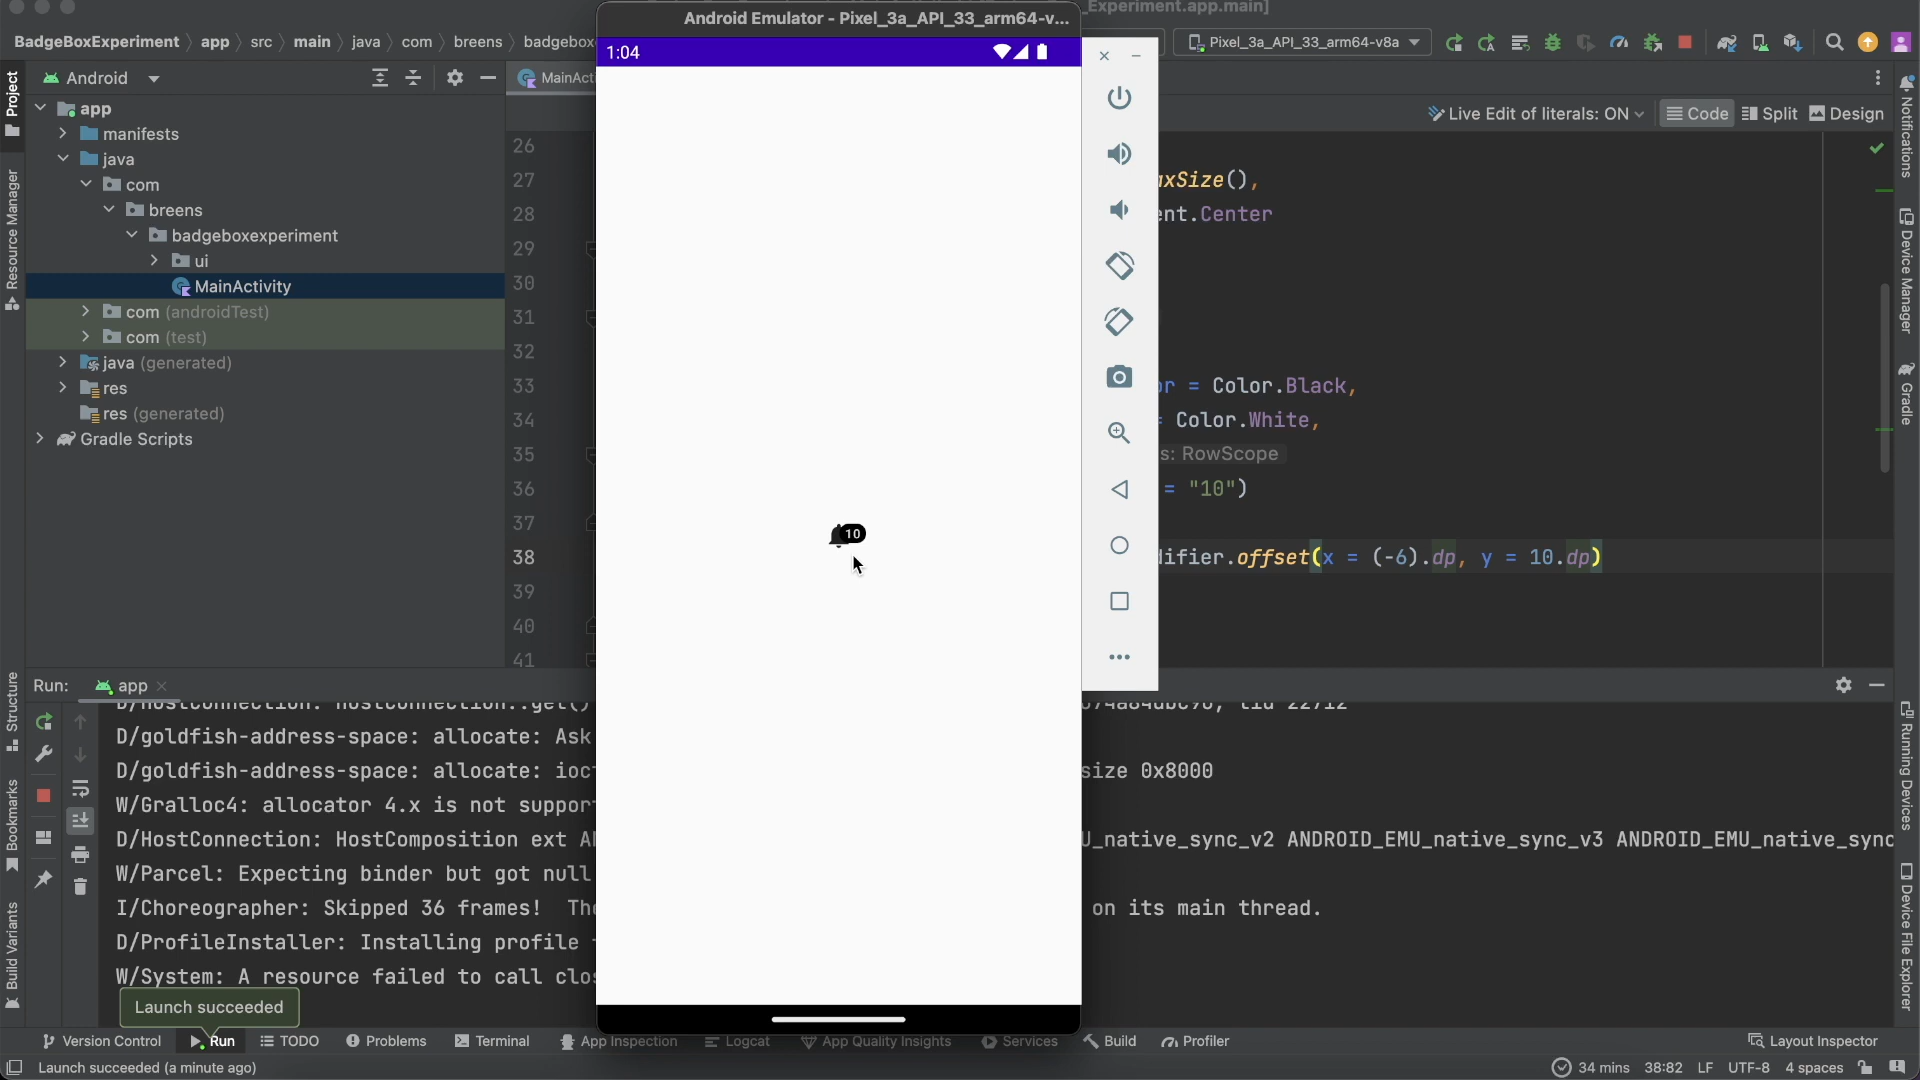 Android Emulator - Pixel_3a_API_33_arm64-v...
_Experiment.app.main]
BadgeBoxExperiment app src main java com breens badgebox
Pixel_3a_API_33_arm64-v8a
1:04
Android
MainActi
Live Edit of literals: ON
Code
Split
Design
app
manifests
java
com
breens
badgeboxexperiment
ui
MainActivity
com (androidTest)
com (test)
java (generated)
res
res (generated)
Gradle Scripts
26
27
28
29
30
31
32
33
34
35
36
37
38
39
40
41
xSize(),
nt.Center
r = Color.Black,
= Color.White,
s: RowScope
= "10")
difier.offset(x = (-6).dp, y = 10.dp)
10
Project
Resource Manager
Structure
Bookmarks
Build Variants
Notifications
Device Manager
Gradle
Running Devices
Device File Explorer
Run: app
D/HostConnection: HostConnection::get()
D/goldfish-address-space: allocate: Ask
D/goldfish-address-space: allocate: ioc
size 0x8000
W/Gralloc4: allocator 4.x is not suppor
D/HostConnection: HostComposition ext A
U_native_sync_v2 ANDROID_EMU_native_sync_v3 ANDROID_EMU_native_sync
W/Parcel: Expecting binder but got null
I/Choreographer: Skipped 36 frames! The
on its main thread.
D/ProfileInstaller: Installing profile
W/System: A resource failed to call clos
Launch succeeded
Version Control
Run
TODO
Problems
Terminal
App Inspection
Logcat
App Quality Insights
Services
Build
Profiler
Layout Inspector
Launch succeeded (a minute ago)
34 mins 38:82 LF UTF-8 4 spaces